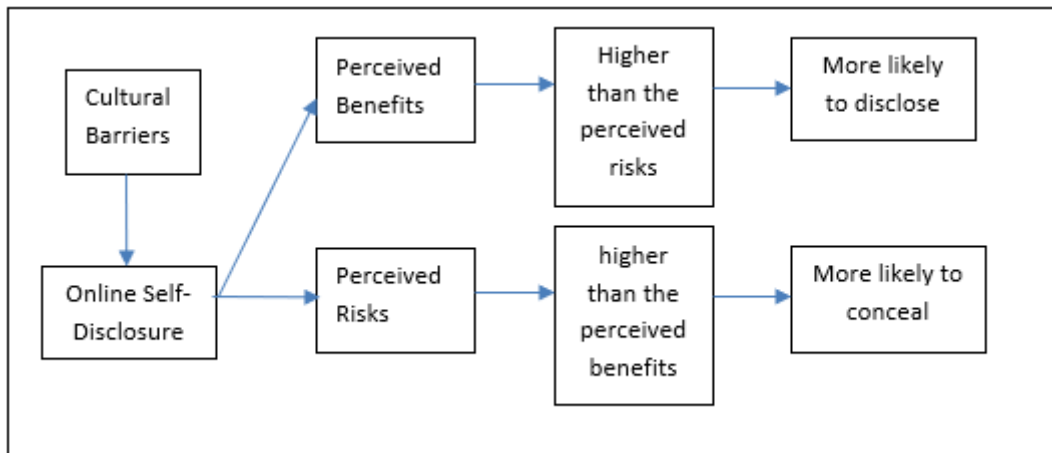 Cultural
Barriers
Online Self-
Disclosure
Perceived
Benefits
Higher
than the
perceived
risks
More likely
to disclose
Perceived
Risks
higher
than the
perceived
benefits
More likely to
conceal